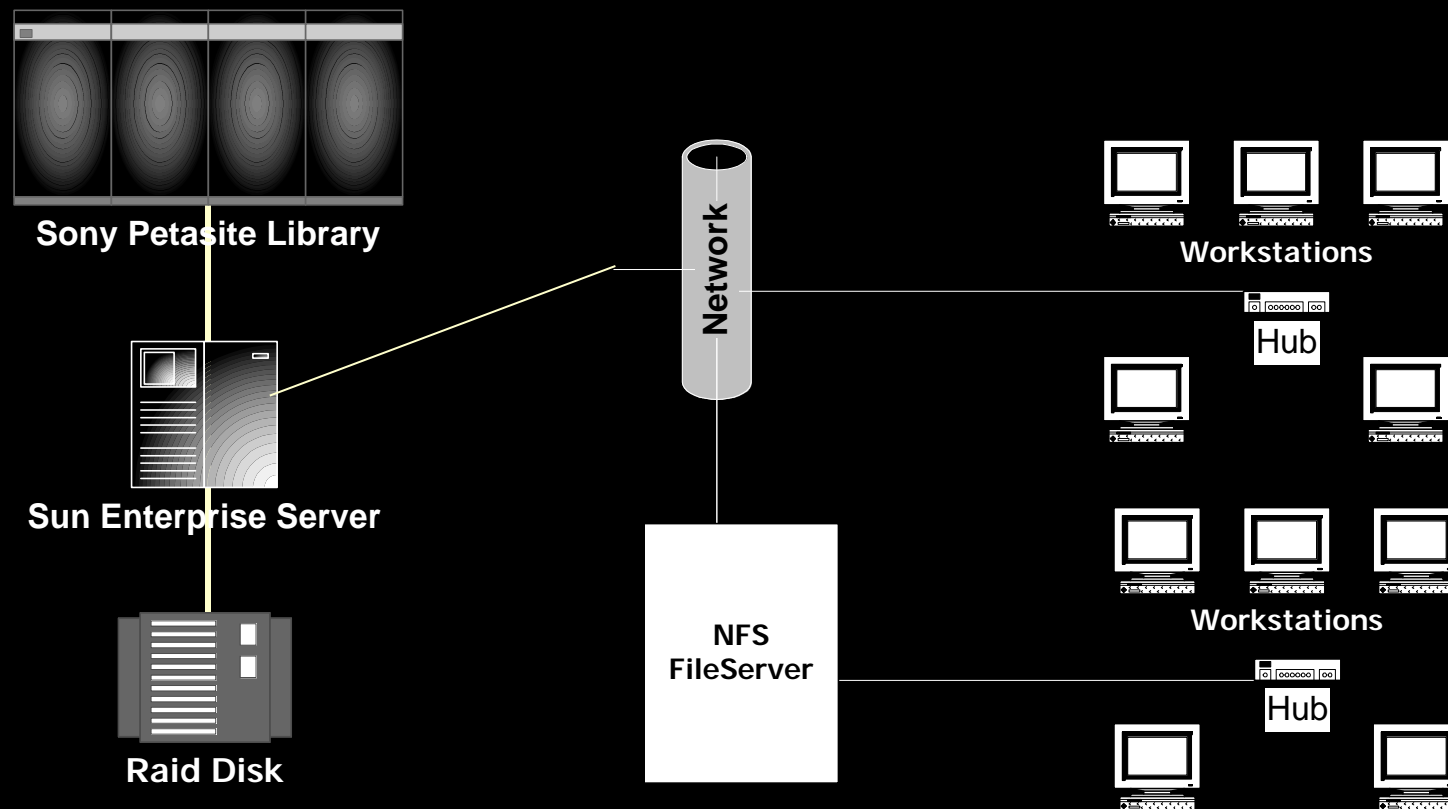 Sony Petasite Library
Network
Workstations
Hub
Sun Enterprise Server
Workstations
NFS
FileServer
Hub
Raid Disk